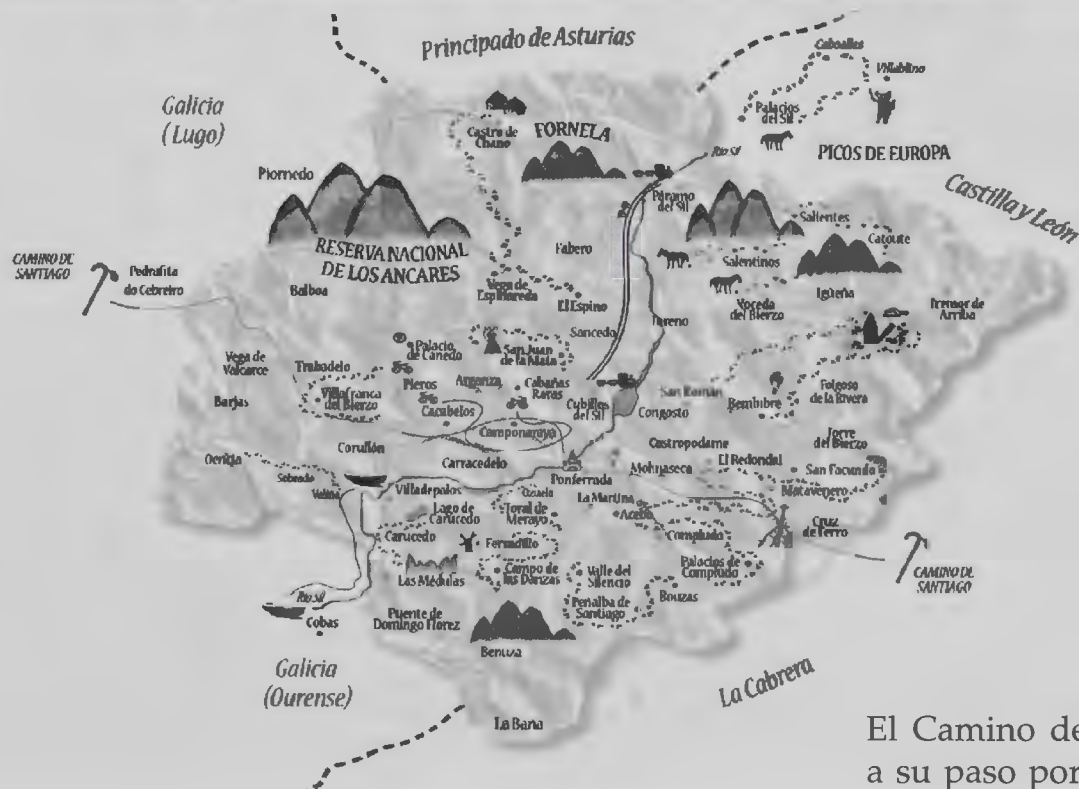 Principado de Asturias
Caboalles
Villablino
Galicia
(Lugo)
Palacios
del Sil
Castro de
Chano
FORNELA
Río Sil
PICOS DE EUROPA
Piornedo
Páramo
del Sil
Castilla y León
Salientes
Catoute
RESERVA NACIONAL
DE LOS ANCARES
Fabero
Salentinos
CAMINO DE
SANTIAGO
Pedrafita
do Cebreiro
Balboa
Vega de
Espinareda
El Espino
Noceda
del Bierzo
Igüeña
Tremor de
Arriba
Sancedo
Toreno
Palacio
de Canedo
San Juan
de la Mata
Vega de
Valcarce
Trabadelo
Pieros
Arganza
Cabañas
Raras
San Román
Folgoso
de la Rivera
Barjas
Villafranca
del Bierzo
Cacabelos
Cubillos
del Sil
Congosto
Bembibre
Camponaraya
Castropodame
Torre
del Bierzo
Corullón
Carracedelo
Molinaseca
El Redondal
San Facundo
Oencia
Sobrado
Ponferrada
Matavenero
Villadepalos
Ozuela
La Martina
Lago de
Carucedo
Toral de
Merayo
Acebo
Cruz
de Ferro
Carucedo
Ferradillo
Compludo
Las Médulas
Campo de
las Danzas
Valle del
Silencio
Palacios de
Compludo
CAMINO DE
SANTIAGO
Río Sil
Bouzas
Cobas
Puente de
Domingo Florez
Peñalba de
Santiago
Benuza
Galicia
(Ourense)
La Cabrera
La Baña
El Camino de
a su paso por